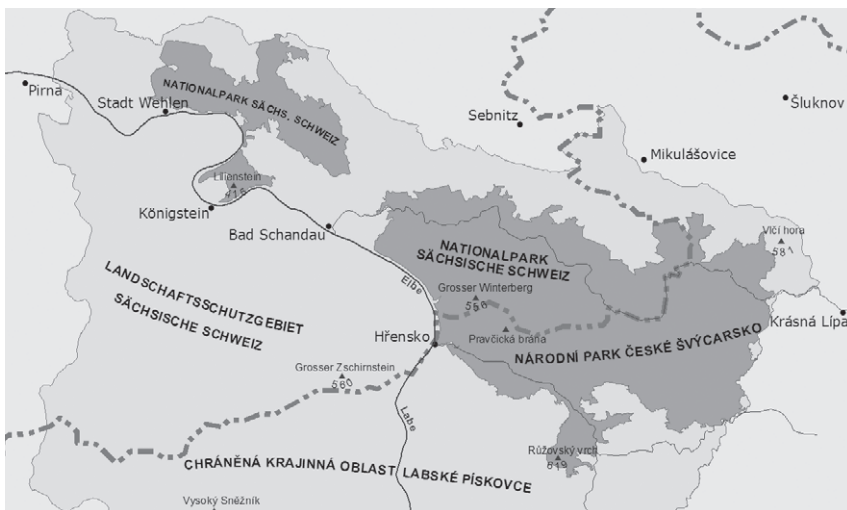 Pirna
Stadt Wehlen
NATIONALPARK SÄCHS. SCHWEIZ
Sebnitz
Šluknov
Mikulášovice
Lilienstein
415
Königstein
Bad Schandau
Vlčí hora
581
NATIONALPARK
SÄCHSISCHE SCHWEIZ
Elbe
Grosser Winterberg
556
LANDSCHAFTSSCHUTZGEBIET
SÄCHSISCHE SCHWEIZ
Krásná Lípa
Hřensko
Pravčická brána
NÁRODNÍ PARK ČESKÉ ŠVÝCARSKO
Grosser Zschirnstein
560
Labe
Růžovský vrch
619
CHRÁNĚNÁ KRAJINNÁ OBLAST LABSKÉ PÍSKOVCE
Vysoký Sněžník